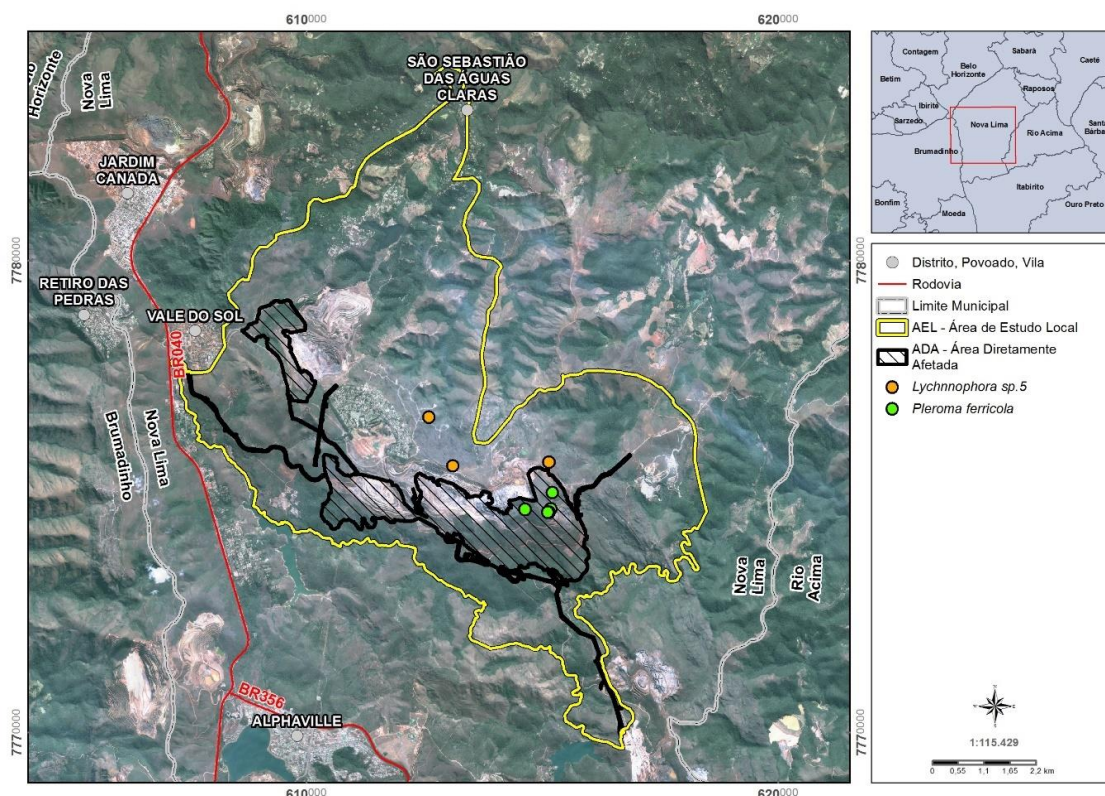 610000
620000
7780000
7780000
7770000
7770000
610000
620000
Horizonte
Nova
Lima
SÃO SEBASTIÃO
DAS ÁGUAS
CLARAS
JARDIM
CANADA
RETIRO DAS
PEDRAS
VALE DO SOL
BR040
Brumadinho
Nova Lima
Nova
Lima
Rio
Acima
BR356
ALPHAVILLE
Contagem
Sabará
Caeté
Belo
Horizonte
Betim
Raposos
Ibirité
Sarzedo
Nova Lima
Rio Acima
Santa
Bárba
Brumadinho
Itabirito
Bonfim
Moeda
Ouro Preto
Distrito, Povoado, Vila
Rodovia
Limite Municipal
AEL - Área de Estudo Local
ADA - Área Diretamente
Afetada
Lychnnophora sp.5
Pleroma ferricola
1:115.429
0 0,55 1,1 1,65 2,2 km